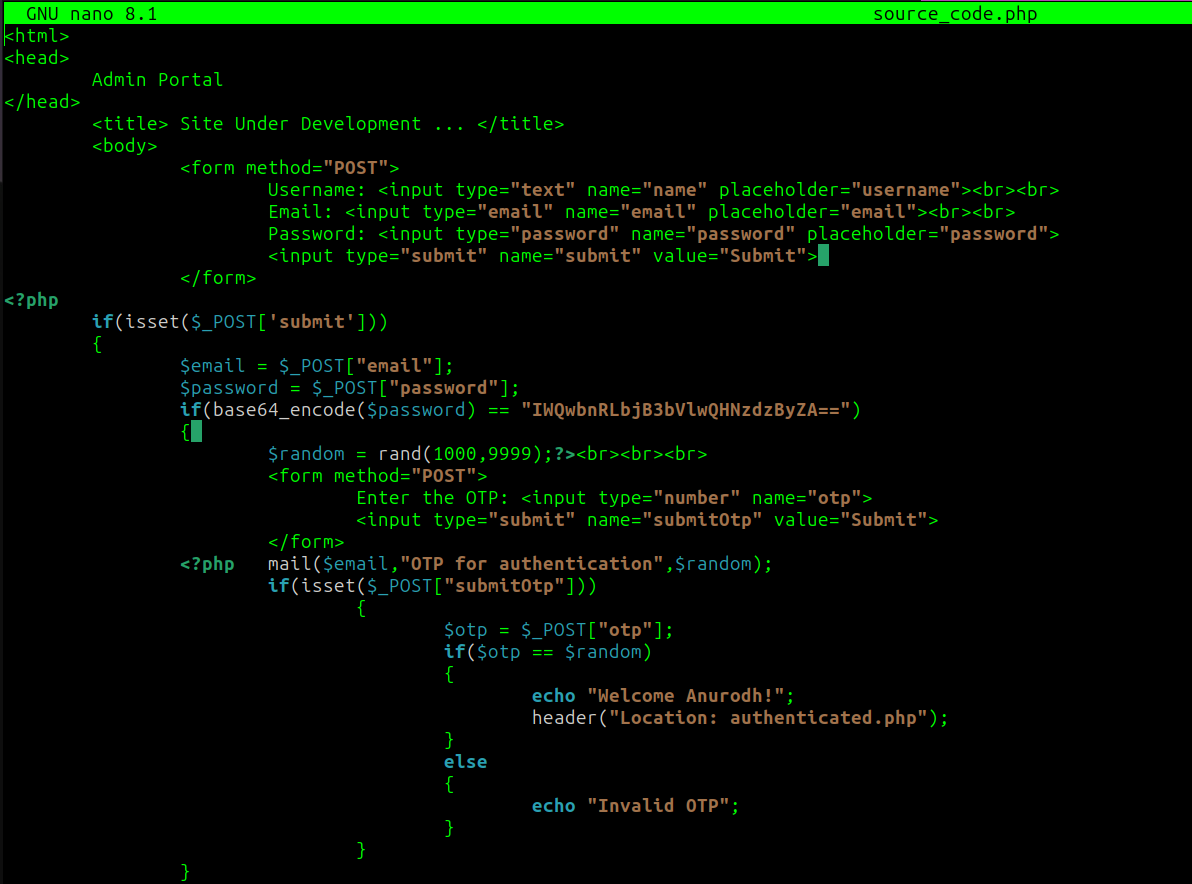 GNU nano 8.1 source_code.php
<html>
<head>
        Admin Portal
</head>
        <title> Site Under Development ... </title>
        <body>
                <form method="POST">
                        Username: <input type="text" name="name" placeholder="username"><br><br>
                        Email: <input type="email" name="email" placeholder="email"><br><br>
                        Password: <input type="password" name="password" placeholder="password">
                        <input type="submit" name="submit" value="Submit">
                </form>
<?php
        if(isset($_POST['submit']))
        {
                $email = $_POST["email"];
                $password = $_POST["password"];
                if(base64_encode($password) == "IWQwbnRLbjB3bVlwQHNzdzByZA==")
                {
                        $random = rand(1000,9999);?><br><br><br>
                        <form method="POST">
                                Enter the OTP: <input type="number" name="otp">
                                <input type="submit" name="submitOtp" value="Submit">
                        </form>
                <?php   mail($email,"OTP for authentication",$random);
                        if(isset($_POST["submitOtp"]))
                                {
                                        $otp = $_POST["otp"];
                                        if($otp == $random)
                                        {
                                                echo "Welcome Anurodh!";
                                                header("Location: authenticated.php");
                                        }
                                        else
                                        {
                                                echo "Invalid OTP";
                                        }
                                }
                }